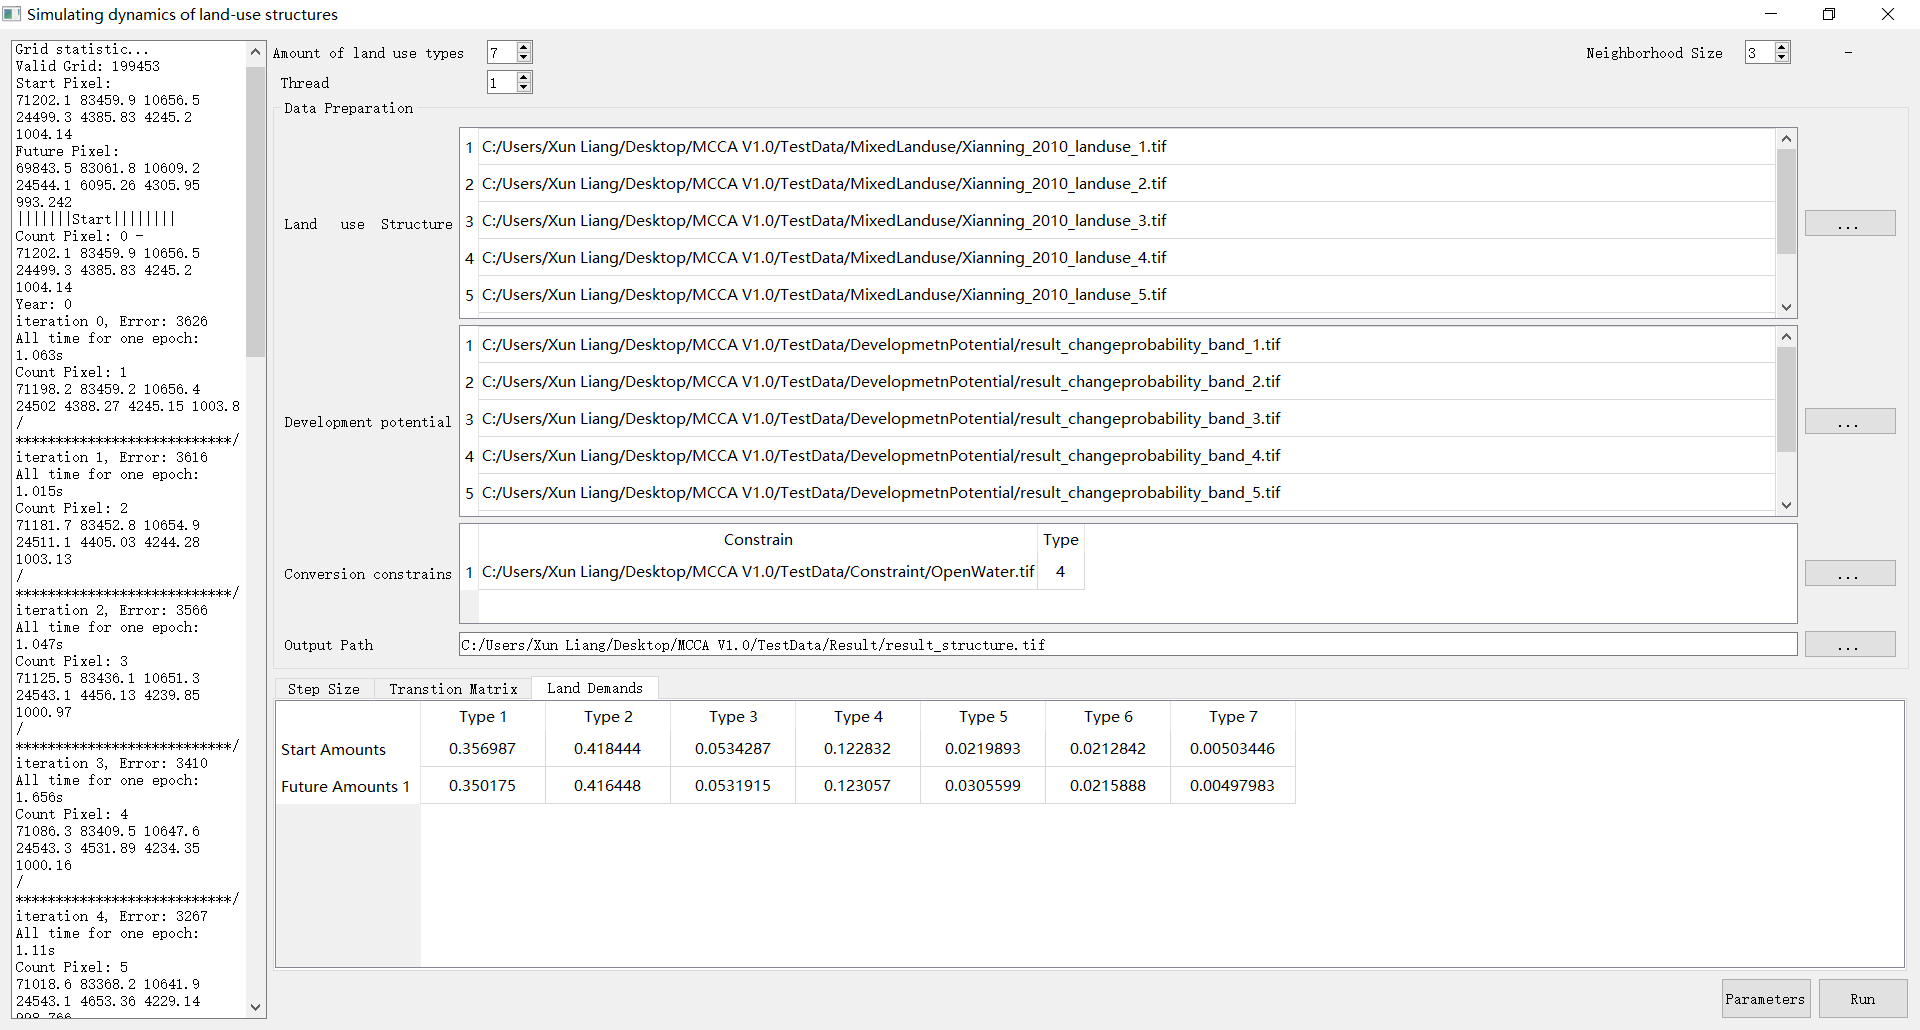 Simulating dynamics of land-use structures
Grid statistic...
Valid Grid: 199453
Start Pixel:
71202.1 83459.9 10656.5
24499.3 4385.83 4245.2
1004.14
Future Pixel:
69843.5 83061.8 10609.2
24544.1 6095.26 4305.95
993.242
|||||||Start||||||||
Count Pixel: 0 -
71202.1 83459.9 10656.5
24499.3 4385.83 4245.2
1004.14
Year: 0
iteration 0, Error: 3626
All time for one epoch:
1.063s
Count Pixel: 1
71198.2 83459.2 10656.4
24502 4388.27 4245.15 1003.8
/
***************************/
iteration 1, Error: 3616
All time for one epoch:
1.015s
Count Pixel: 2
71181.7 83452.8 10654.9
24511.1 4405.03 4244.28
1003.13
/
***************************/
iteration 2, Error: 3566
All time for one epoch:
1.047s
Count Pixel: 3
71125.5 83436.1 10651.3
24543.1 4456.13 4239.85
1000.97
/
***************************/
iteration 3, Error: 3410
All time for one epoch:
1.656s
Count Pixel: 4
71086.3 83409.5 10647.6
24543.3 4531.89 4234.35
1000.16
/
***************************/
iteration 4, Error: 3267
All time for one epoch:
1.11s
Count Pixel: 5
71018.6 83368.2 10641.9
24543.1 4653.36 4229.14
998.766
Amount of land use types 7
Neighborhood Size 3 -
Thread 1
Data Preparation
Land use Structure
1 C:/Users/Xun Liang/Desktop/MCCA V1.0/TestData/MixedLanduse/Xianning_2010_landuse_1.tif
2 C:/Users/Xun Liang/Desktop/MCCA V1.0/TestData/MixedLanduse/Xianning_2010_landuse_2.tif
3 C:/Users/Xun Liang/Desktop/MCCA V1.0/TestData/MixedLanduse/Xianning_2010_landuse_3.tif
4 C:/Users/Xun Liang/Desktop/MCCA V1.0/TestData/MixedLanduse/Xianning_2010_landuse_4.tif
5 C:/Users/Xun Liang/Desktop/MCCA V1.0/TestData/MixedLanduse/Xianning_2010_landuse_5.tif
...
Development potential
1 C:/Users/Xun Liang/Desktop/MCCA V1.0/TestData/DevelopmetnPotential/result_changeprobability_band_1.tif
2 C:/Users/Xun Liang/Desktop/MCCA V1.0/TestData/DevelopmetnPotential/result_changeprobability_band_2.tif
3 C:/Users/Xun Liang/Desktop/MCCA V1.0/TestData/DevelopmetnPotential/result_changeprobability_band_3.tif
4 C:/Users/Xun Liang/Desktop/MCCA V1.0/TestData/DevelopmetnPotential/result_changeprobability_band_4.tif
5 C:/Users/Xun Liang/Desktop/MCCA V1.0/TestData/DevelopmetnPotential/result_changeprobability_band_5.tif
...
Conversion constrains
Constrain Type
1 C:/Users/Xun Liang/Desktop/MCCA V1.0/TestData/Constraint/OpenWater.tif 4
...
Output Path C:/Users/Xun Liang/Desktop/MCCA V1.0/TestData/Result/result_structure.tif ...
Step Size Transtion Matrix Land Demands
Type 1 Type 2 Type 3 Type 4 Type 5 Type 6 Type 7
Start Amounts 0.356987 0.418444 0.0534287 0.122832 0.0219893 0.0212842 0.00503446
Future Amounts 1 0.350175 0.416448 0.0531915 0.123057 0.0305599 0.0215888 0.00497983
Parameters Run